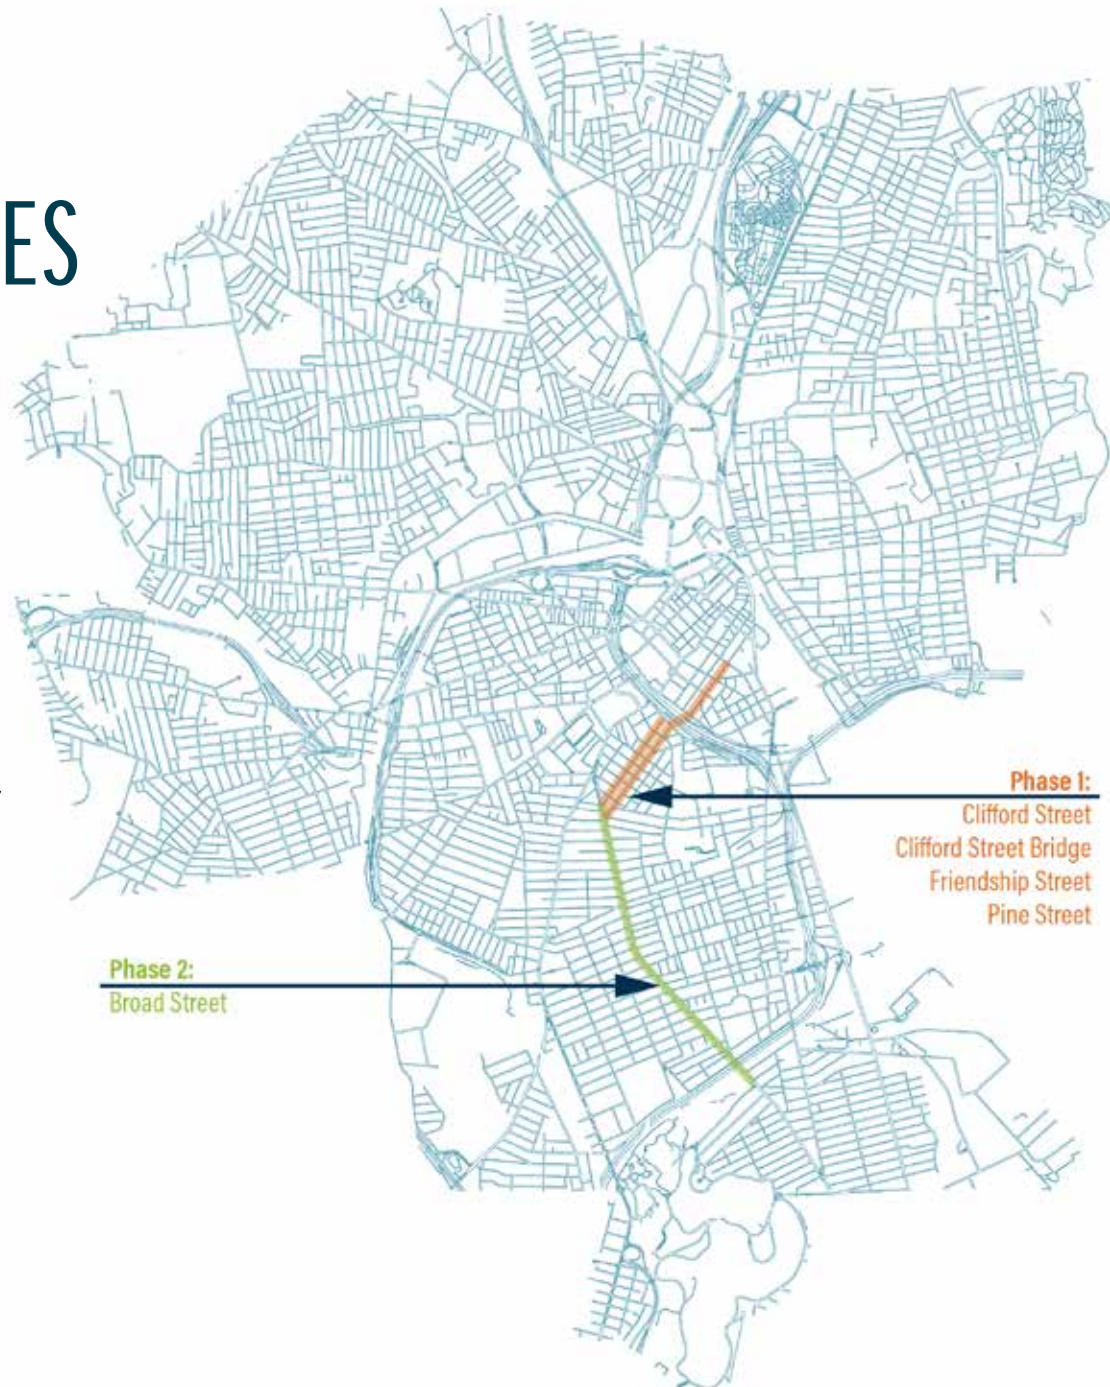 ES
Phase 1:
Clifford Street
Clifford Street Bridge
Friendship Street
Pine Street
Phase 2:
Broad Street